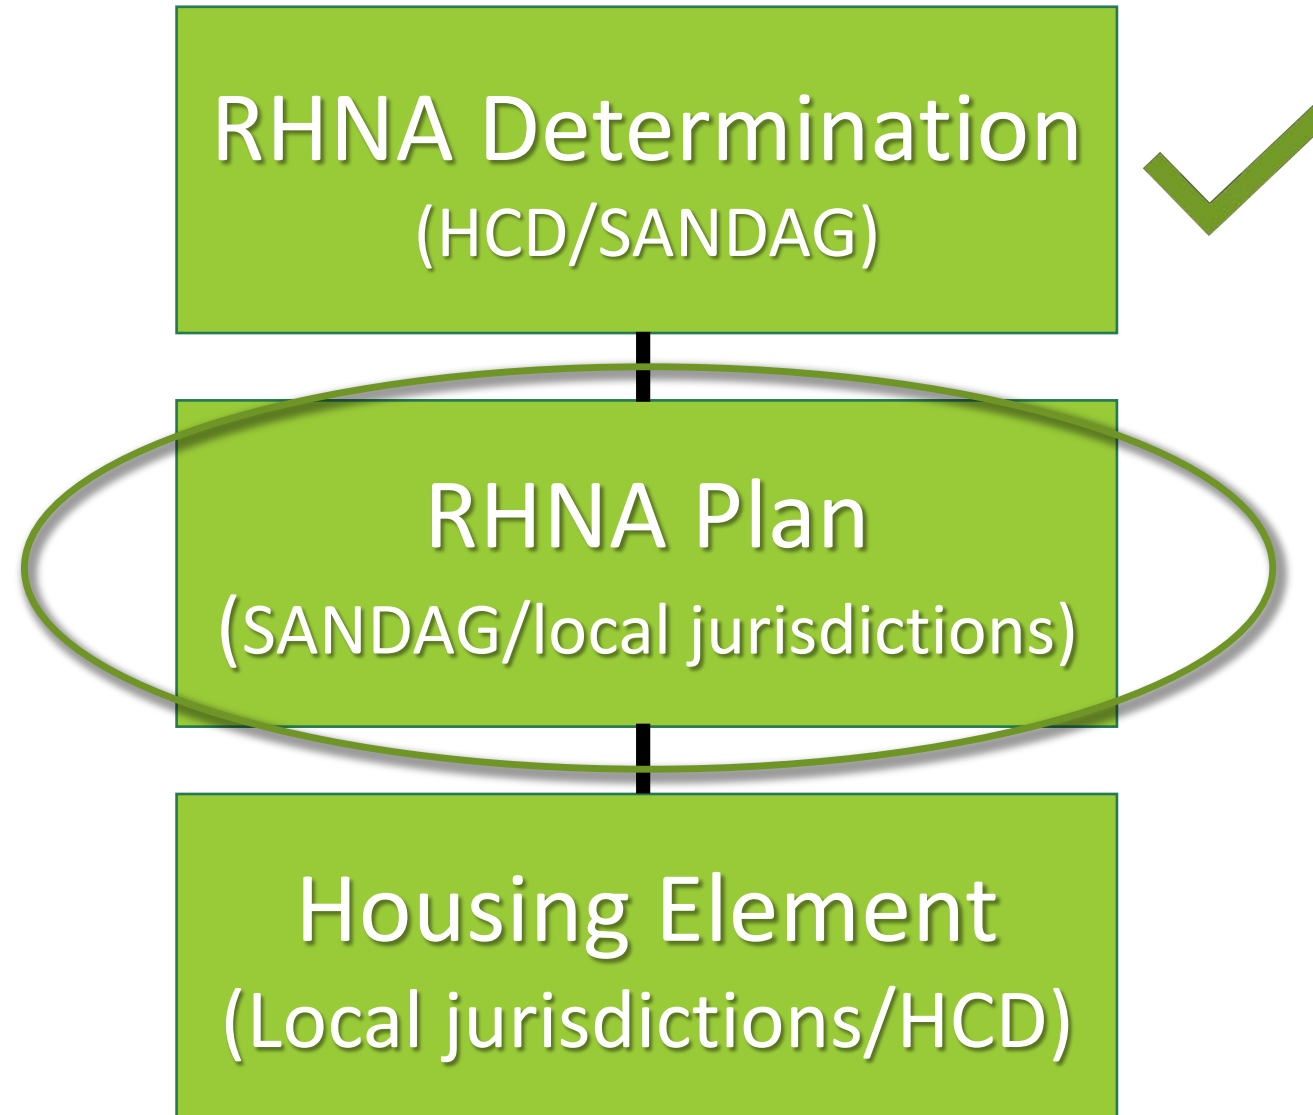 RHNA Determination
(HCD/SANDAG)
RHNA Plan
(SANDAG/local jurisdictions)
Housing Element
(Local jurisdictions/HCD)